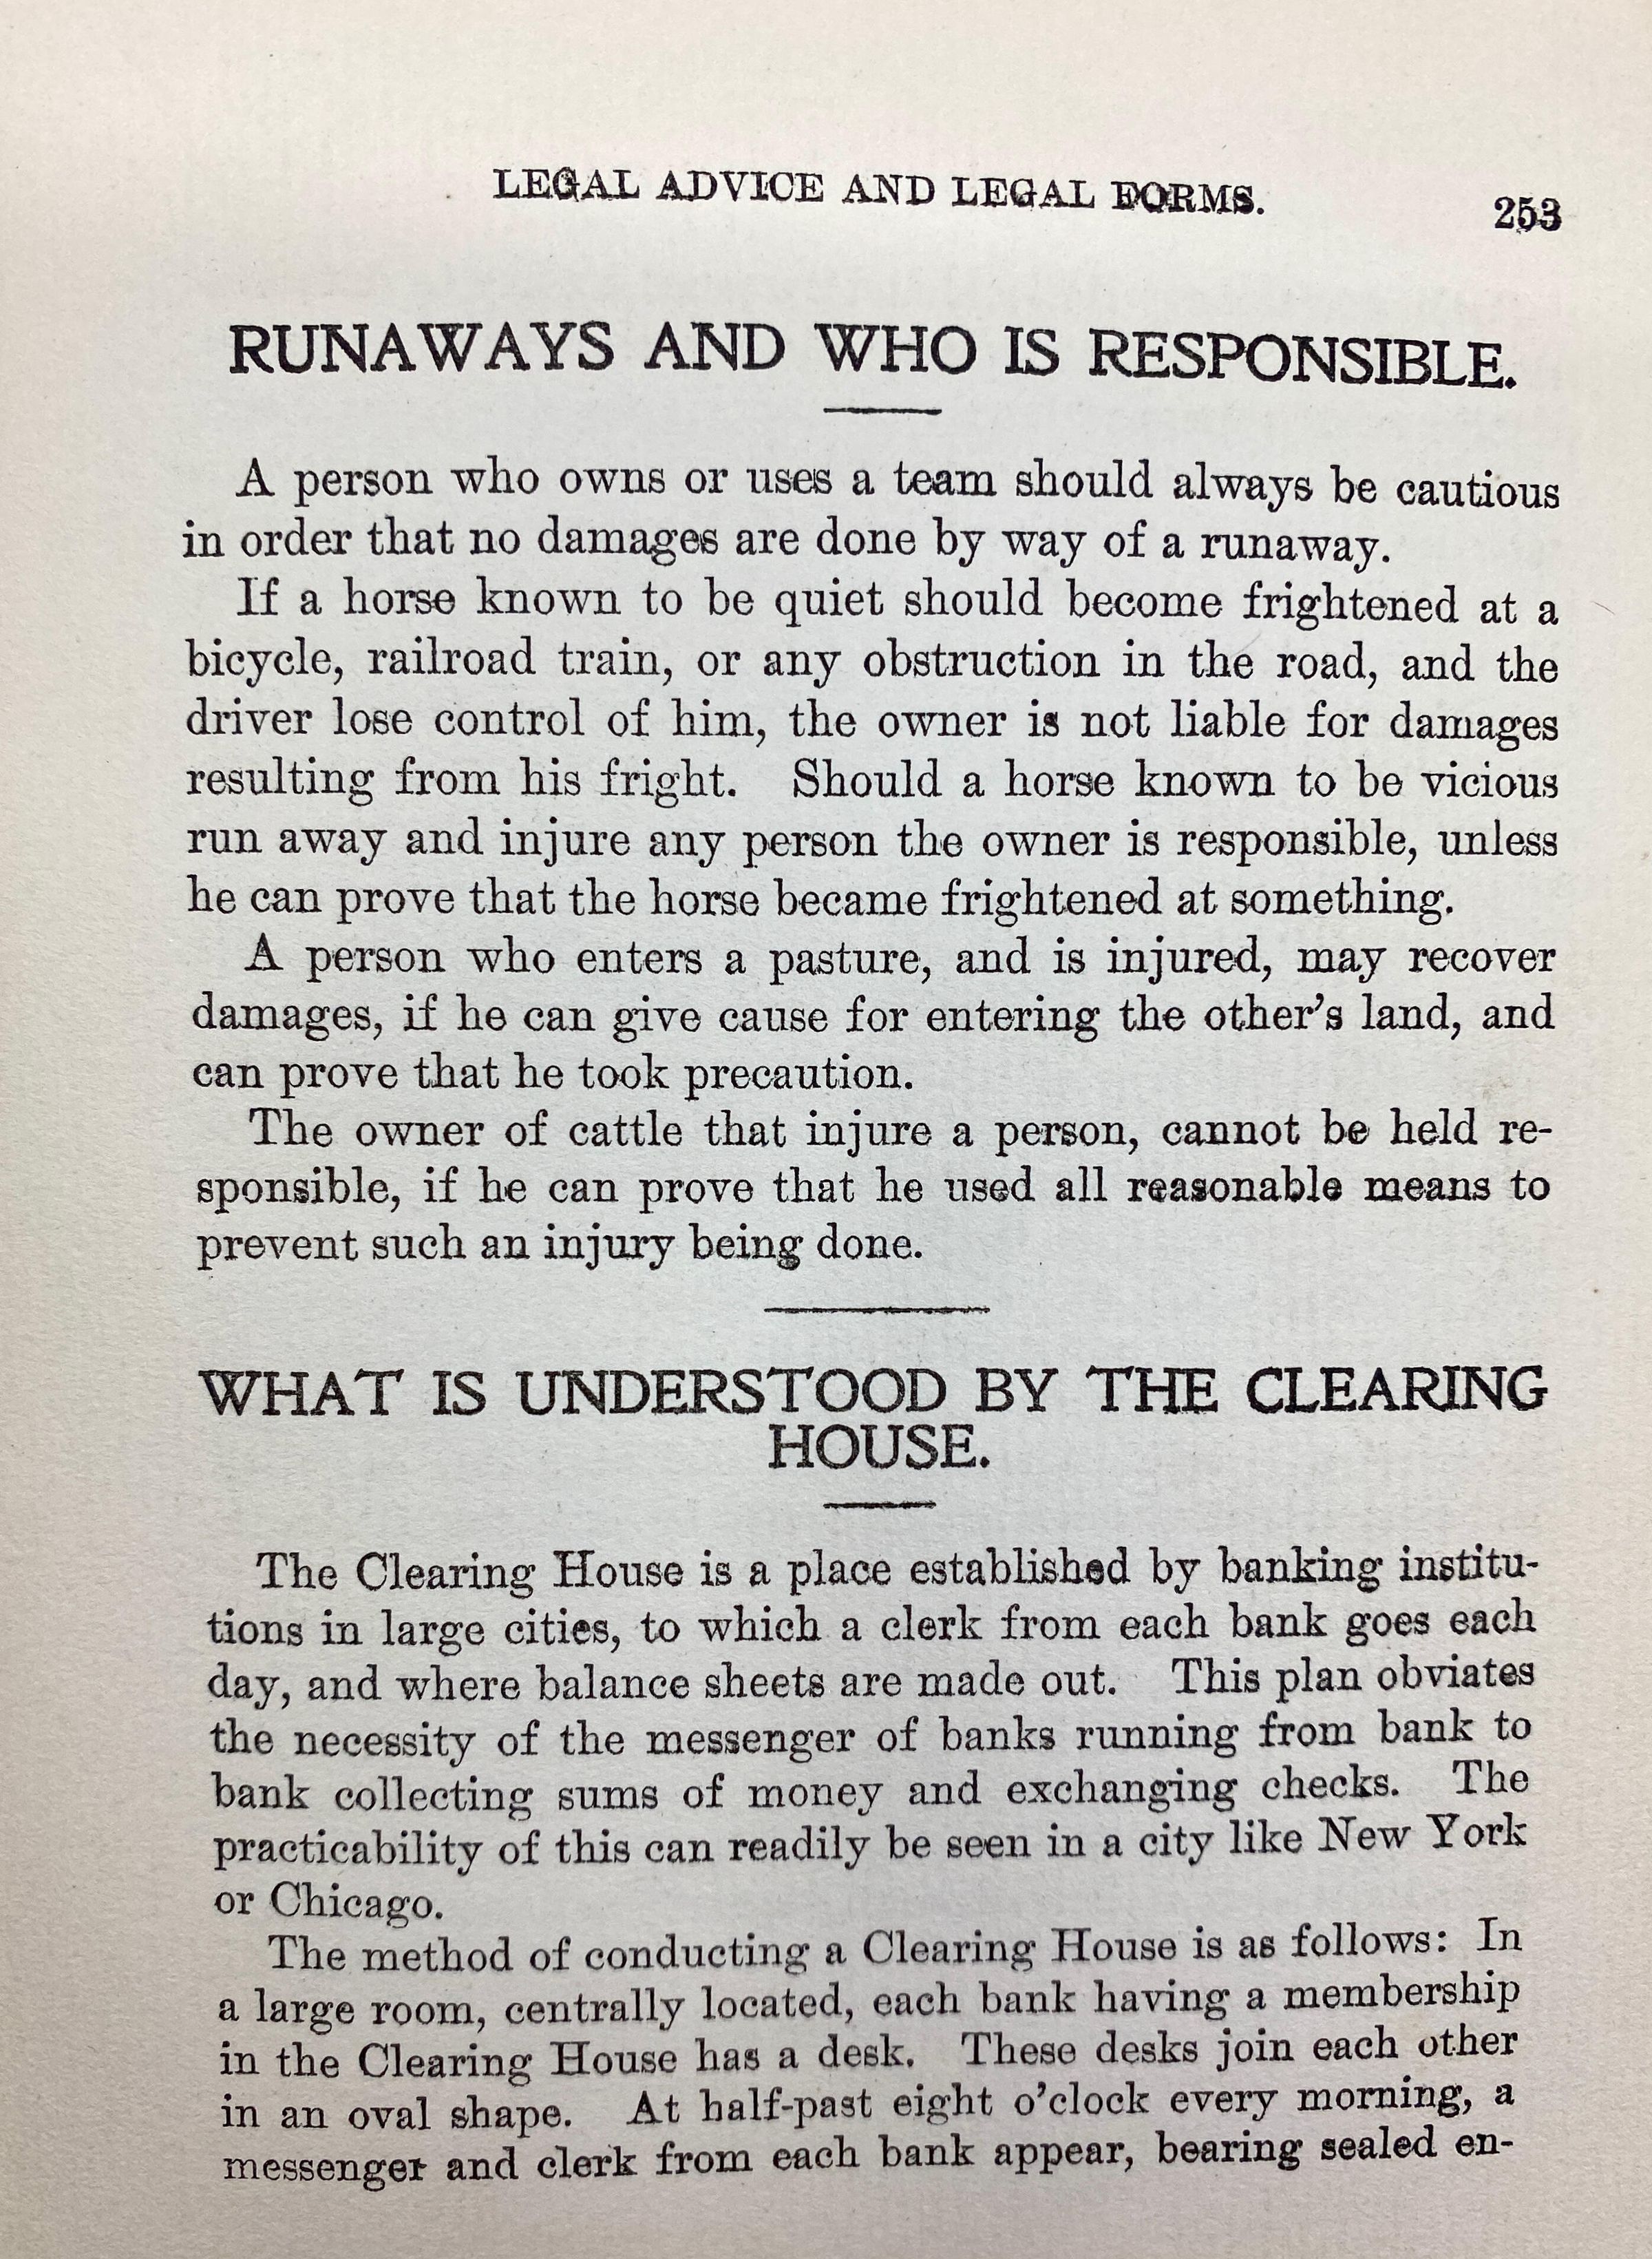 LEGAL ADVICE AND LEGAL FORMS. 253
RUNAWAYS AND WHO IS RESPONSIBLE.
A person who owns or uses a team should always be cautious
in order that no damages are done by way of a runaway.
If a horse known to be quiet should become frightened at a
bicycle, railroad train, or any obstruction in the road, and the
driver lose control of him, the owner is not liable for damages
resulting from his fright. Should a horse known to be vicious
run away and injure any person the owner is responsible, unless
he can prove that the horse became frightened at something.
A person who enters a pasture, and is injured, may recover
damages, if he can give cause for entering the other's land, and
can prove that he took precaution.
The owner of cattle that injure a person, cannot be held re-
sponsible, if he can prove that he used all reasonable means to
prevent such an injury being done.
WHAT IS UNDERSTOOD BY THE CLEARING
HOUSE.
The Clearing House is a place established by banking institu-
tions in large cities, to which a clerk from each bank goes each
day, and where balance sheets are made out. This plan obviates
the necessity of the messenger of banks running from bank to
bank collecting sums of money and exchanging checks. The
practicability of this can readily be seen in a city like New York
or Chicago.
The method of conducting a Clearing House is as follows: In
a large room, centrally located, each bank having a membership
in the Clearing House has a desk. These desks join each other
in an oval shape. At half-past eight o'clock every morning, a
messenger and clerk from each bank appear, bearing sealed en-